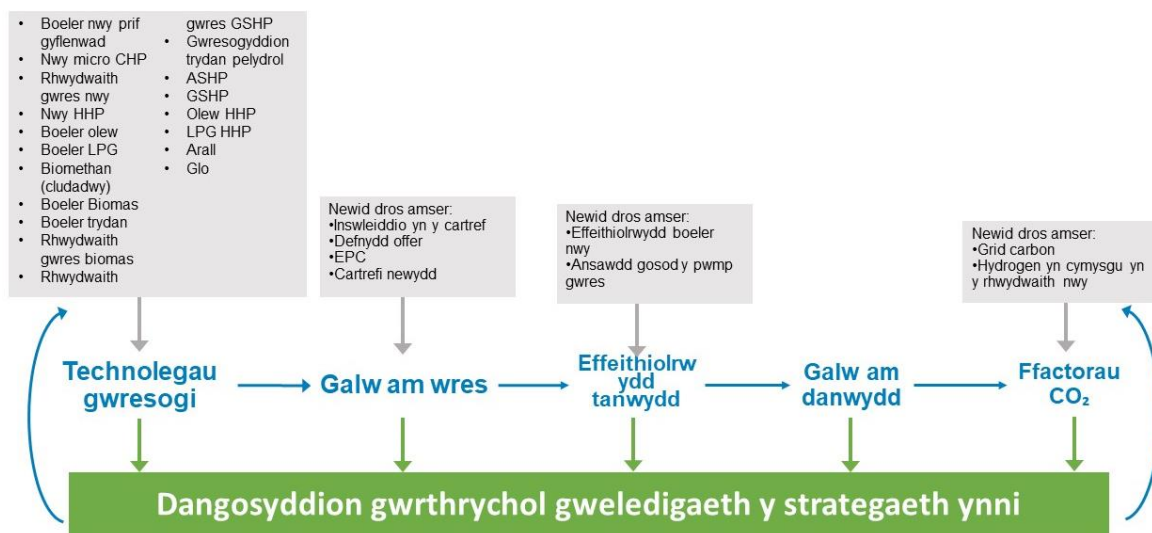 • Boeler nwy prif
gyflenwad
• Nwy micro CHP
• Rhwydwaith
gwres nwy
• Nwy HHP
• Boeler olew
• Boeler LPG
• Biomethan
(cludadwy)
• Boeler Biomas
• Boeler trydan
• Rhwydwaith
gwres biomas
• Rhwydwaith
gwres GSHP
• Gwresogyddion
trydan pelydrol
• ASHP
• GSHP
• Olew HHP
• LPG HHP
• Arall
• Glo
Newid dros amser:
•Inswleiddio yn y cartref
•Defnydd offer
•EPC
•Cartrefi newydd
Newid dros amser:
•Effeithiolrwydd boeler
nwy
•Ansawdd gosod y pwmp
gwres
Newid dros amser:
•Grid carbon
•Hydrogen yn cymysgu yn
y rhwydwaith nwy
Technolegau
gwresogi
Galw am wres
Effeithiolrw
ydd
tanwydd
Galw am
danwydd
Ffactorau
CO₂
Dangosyddion gwrthrychol gweledigaeth y strategaeth ynni